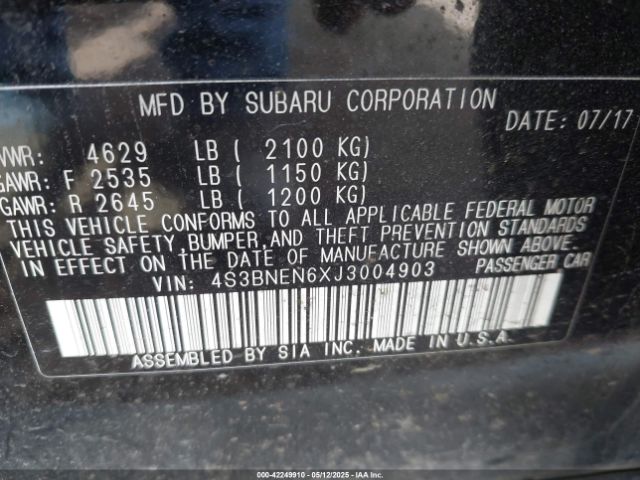 MFD BY SUBARU CORPORATION
DATE: 07/17
VWR: 4629 LB ( 2100 KG)
GAWR: F 2535 LB ( 1150 KG)
GAWR: R 2645 LB ( 1200 KG)
THIS VEHICLE CONFORMS TO ALL APPLICABLE FEDERAL MOTOR
VEHICLE SAFETY, BUMPER, AND THEFT PREVENTION STANDARDS
IN EFFECT ON THE DATE OF MANUFACTURE SHOWN ABOVE.
VIN: 4S3BNEN6XJ3004903 PASSENGER CAR
ASSEMBLED BY SIA INC. MADE IN U.S.A.
000-42249910 - 05/12/2025 - IAA Inc.